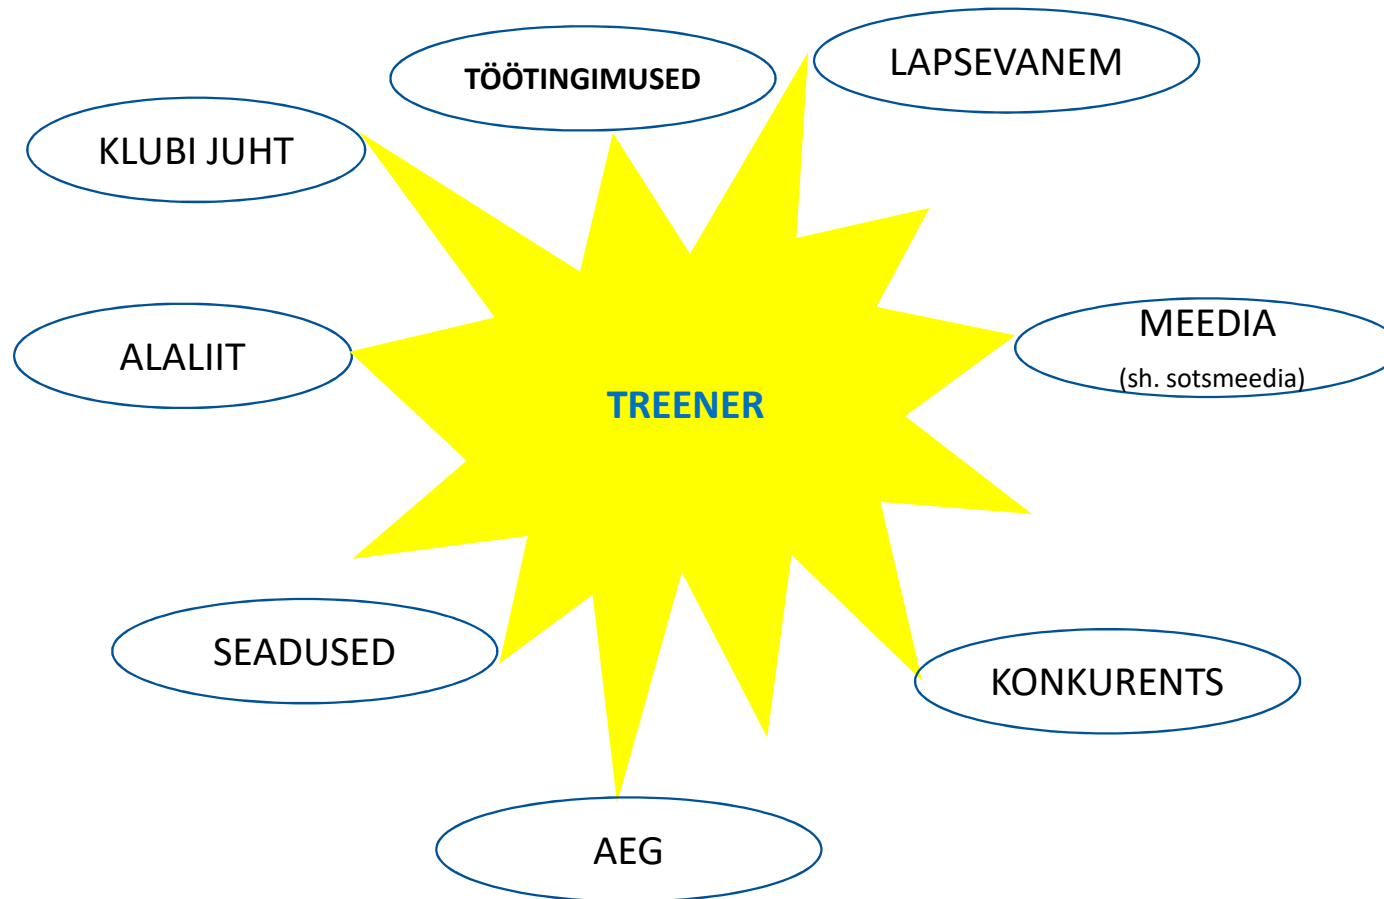 LAPSEVANEM
TÖÖTINGIMUSED
KLUBI JUHT
MEEDIA
(sh. sotsmeedia)
ALALIIT
TREENER
SEADUSED
KONKURENTS
AEG